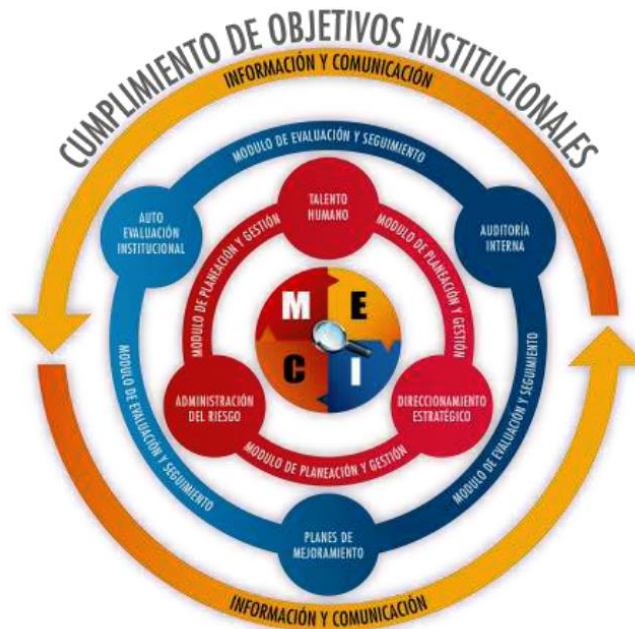 CUMPLIMIENTO DE OBJETIVOS INSTITUCIONALES
INFORMACIÓN Y COMUNICACIÓN
MODULO DE EVALUACIÓN Y SEGUIMIENTO
TALENTO
HUMANO
AUTO
EVALUACIÓN
INSTITUCIONAL
AUDITORÍA
INTERNA
MODULO DE PLANEACIÓN Y GESTIÓN
MODULO DE PLANEACIÓN Y GESTIÓN
M E
C I
MODULO DE EVALUACIÓN Y SEGUIMIENTO
MODULO DE EVALUACIÓN Y SEGUIMIENTO
ADMINISTRACIÓN
DEL RIESGO
DIRECCIONAMIENTO
ESTRATÉGICO
MODULO DE PLANEACIÓN Y GESTIÓN
PLANES DE
MEJORAMIENTO
INFORMACIÓN Y COMUNICACIÓN